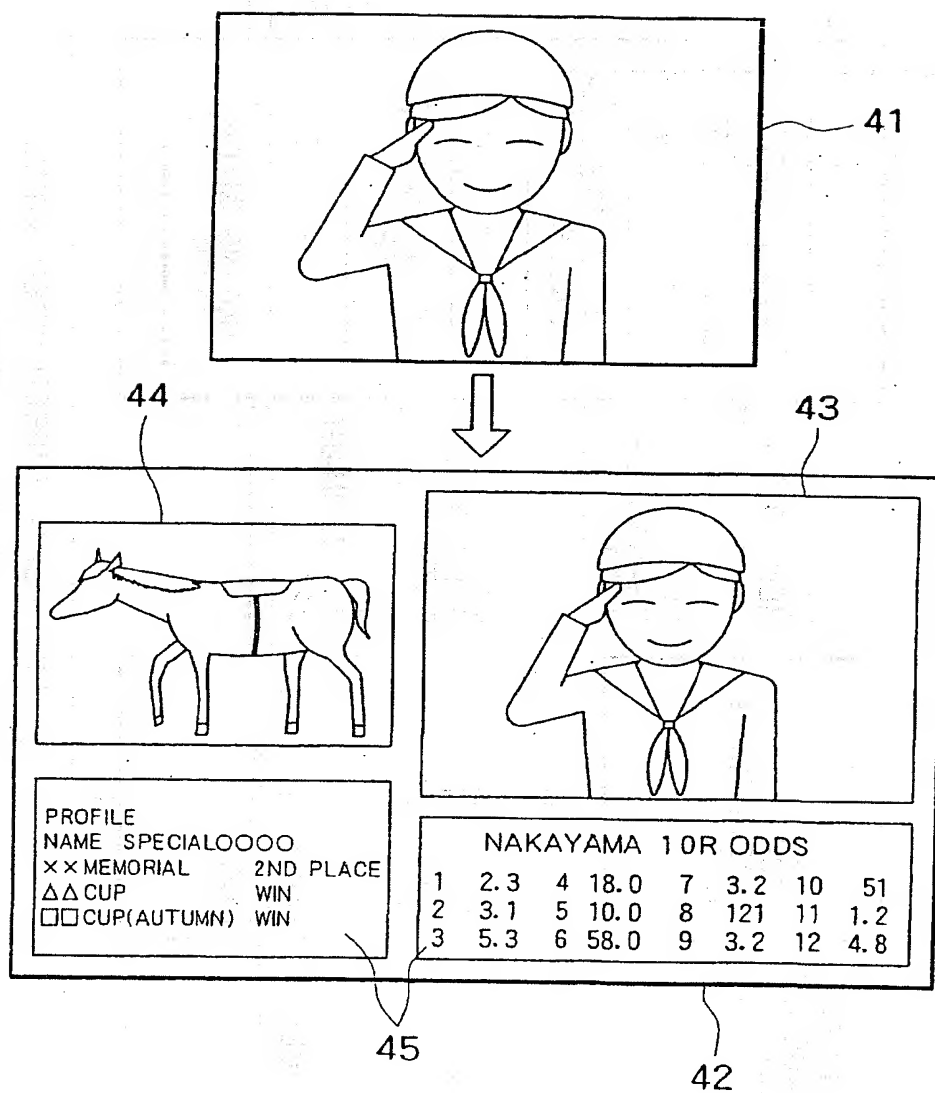 41
44
43
PROFILE
NAME SPECIAL○○○○
××MEMORIAL 2ND PLACE
△△CUP WIN
□□CUP(AUTUMN) WIN
NAKAYAMA 10R ODDS
1 2.3 4 18.0 7 3.2 10 51
2 3.1 5 10.0 8 121 11 1.2
3 5.3 6 58.0 9 3.2 12 4.8
45
42